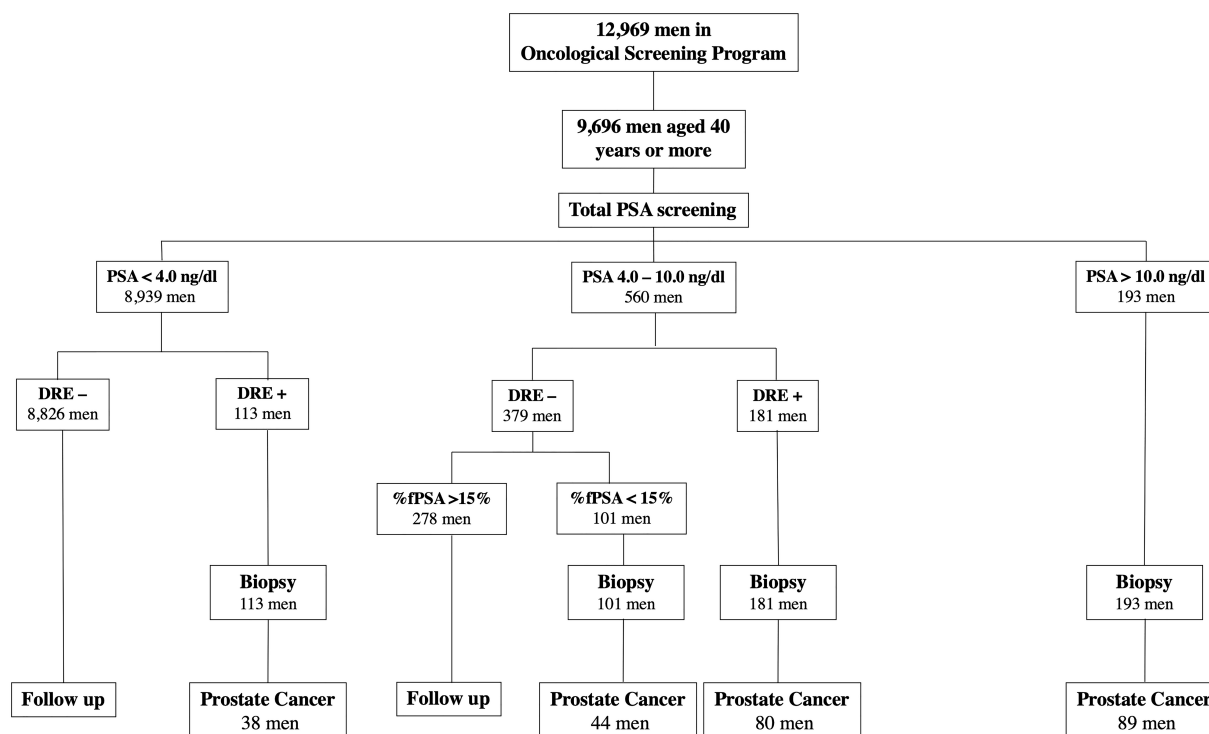 12,969 men in
Oncological Screening Program
9,696 men aged 40
years or more
Total PSA screening
PSA < 4.0 ng/dl
8,939 men
PSA 4.0 – 10.0 ng/dl
560 men
PSA > 10.0 ng/dl
193 men
DRE –
8,826 men
DRE +
113 men
DRE –
379 men
DRE +
181 men
%fPSA >15%
278 men
%fPSA < 15%
101 men
Biopsy
113 men
Biopsy
101 men
Biopsy
181 men
Biopsy
193 men
Follow up
Prostate Cancer
38 men
Follow up
Prostate Cancer
44 men
Prostate Cancer
80 men
Prostate Cancer
89 men